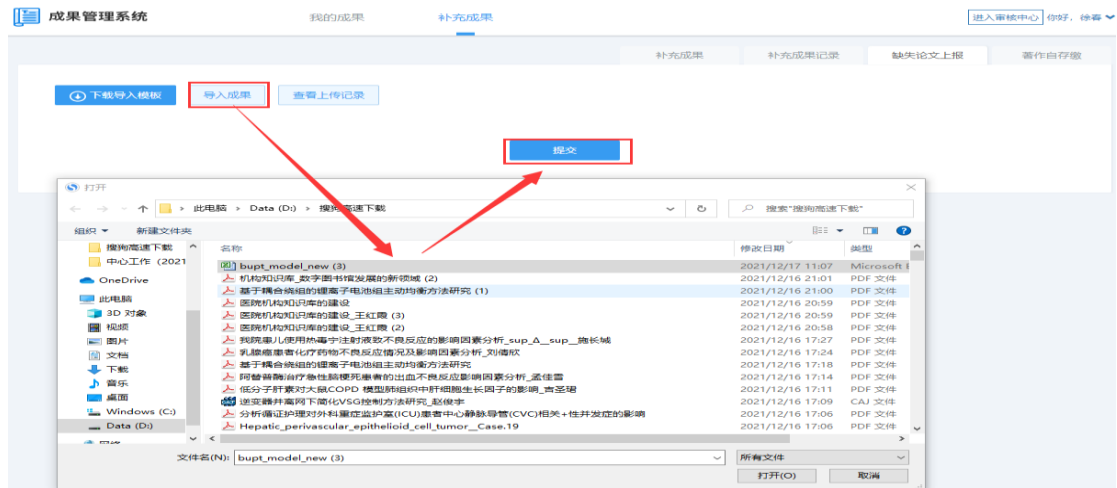 成果管理系统 我的成果 补充成果 进入审核中心 你好，徐春
补充成果 补充成果记录 缺失论文上报 著作自存缴
下载导入模板 导入成果 查看上传记录
提交
打开
此电脑 > Data (D:) > 搜狗高速下载 搜索"搜狗高速下载"
组织 新建文件夹
搜狗高速下载 名称 修改日期 类型
中心工作 (2021 bupt_model_new (3) 2021/12/17 11:07 Microsoft
机构知识库_数字图书馆发展的新领域 (2) 2021/12/16 21:01 PDF 文件
OneDrive 基于耦合绕组的锂离子电池组主动均衡方法研究 (1) 2021/12/16 21:00 PDF 文件
此电脑 医院机构知识库的建设 2021/12/16 20:59 PDF 文件
3D 对象 医院机构知识库的建设_王红霞 (3) 2021/12/16 20:59 PDF 文件
视频 医院机构知识库的建设_王红霞 (2) 2021/12/16 20:58 PDF 文件
图片 我院患儿使用热毒宁注射液致不良反应的影响因素分析_sup_Δ__sup__施长城 2021/12/16 17:27 PDF 文件
文档 乳腺癌患者化疗药物不良反应情况及影响因素分析_刘倩欣 2021/12/16 17:24 PDF 文件
下载 基于耦合绕组的锂离子电池组主动均衡方法研究 2021/12/16 17:18 PDF 文件
音乐 阿替普酶治疗急性脑梗死患者的出血不良反应影响因素分析_孟佳雷 2021/12/16 17:14 PDF 文件
桌面 低分子肝素对大鼠COPD 模型肺组织中肝细胞生长因子的影响_吉圣珺 2021/12/16 17:11 PDF 文件
Windows (C:) 逆变器并离网下简化VSG控制方法研究_赵俊宇 2021/12/16 17:09 CAJ 文件
Data (D:) 分析循证护理对外科重症监护室(ICU)患者中心静脉导管(CVC)相关+性并发症的影响 2021/12/16 17:06 PDF 文件
Hepatic_perivascular_epithelioid_cell_tumor__Case.19 2021/12/16 17:06 PDF 文件
网络
文件名(N): bupt_model_new (3) 所有文件
打开(O) 取消